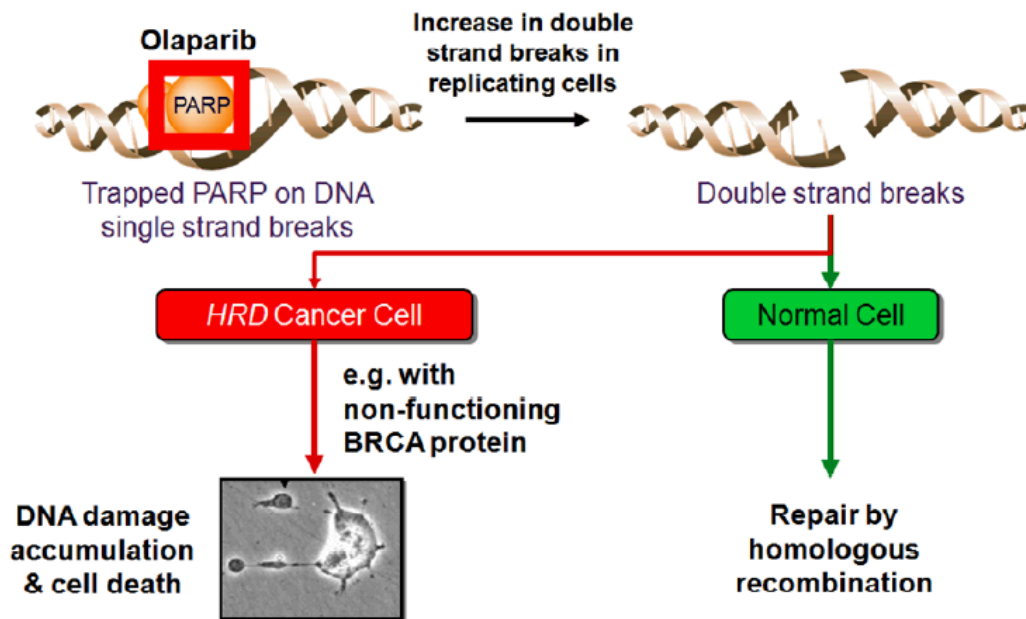 Olaparib
PARP
Trapped PARP on DNA
single strand breaks
Increase in double
strand breaks in
replicating cells
Double strand breaks
HRD Cancer Cell
Normal Cell
e.g. with
non-functioning
BRCA protein
DNA damage
accumulation
& cell death
Repair by
homologous
recombination